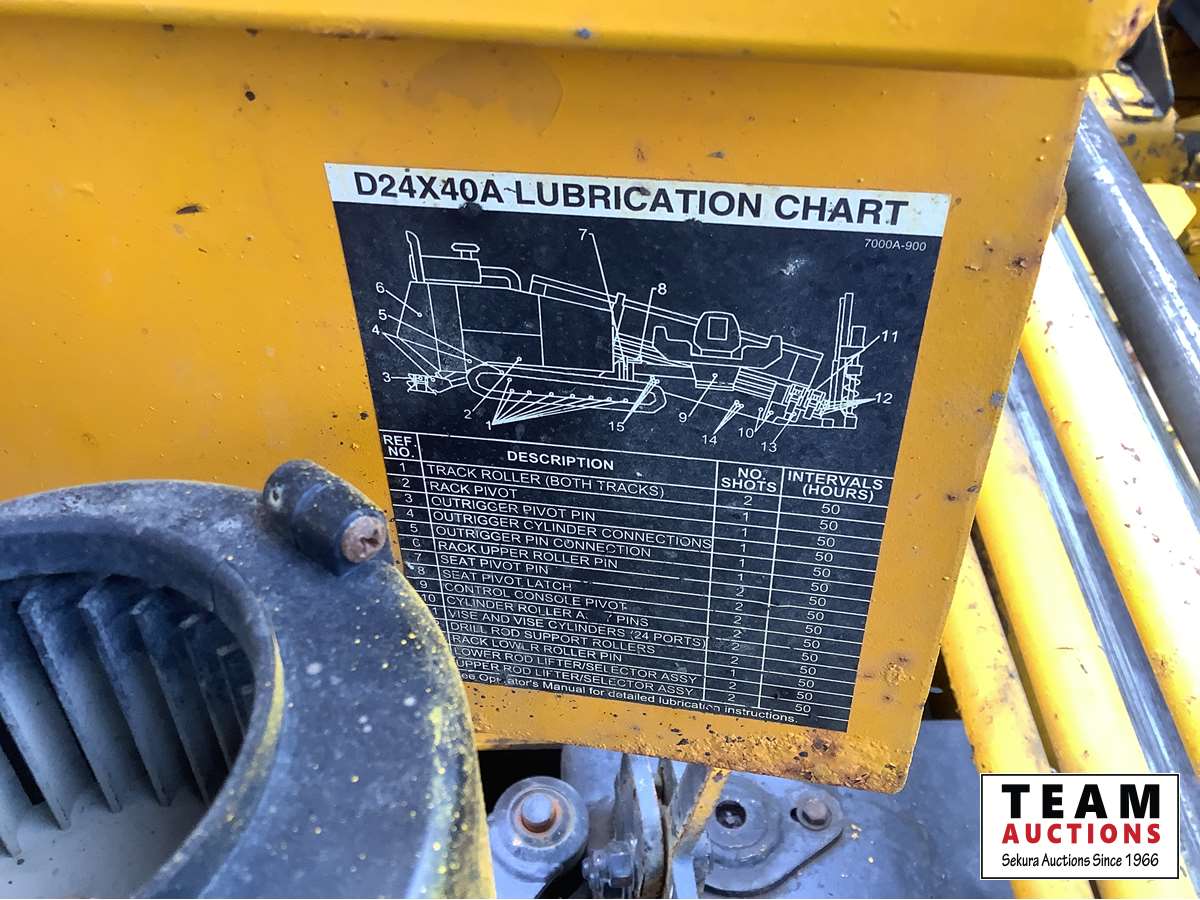 D24X40A LUBRICATION CHART
7000A-900
7
8
6
5
4
3
2
1
15
9
14
10
13
11
12
REF. NO. DESCRIPTION NO. SHOTS INTERVALS (HOURS)
1 TRACK ROLLER (BOTH TRACKS) 2 50
2 RACK PIVOT 1 50
3 OUTRIGGER PIVOT PIN 1 50
4 OUTRIGGER CYLINDER CONNECTIONS 1 50
5 OUTRIGGER PIN CONNECTION 1 50
6 RACK UPPER ROLLER PIN 1 50
7 SEAT PIVOT PIN 2 50
8 SEAT PIVOT LATCH 2 50
9 CONTROL CONSOLE PIVOT 2 50
10 CYLINDER ROLLER PINS 2 50
VISE AND VISE CYLINDERS (24 PORTS) 2 50
DRILL ROD SUPPORT ROLLERS 2 50
RACK LOWER ROLLER PIN 1 50
LOWER ROD LIFTER/SELECTOR ASSY 2 50
UPPER ROD LIFTER/SELECTOR ASSY 2 50
Operator's Manual for detailed lubrication instructions.
TEAM
AUCTIONS
Sekura Auctions Since 1966